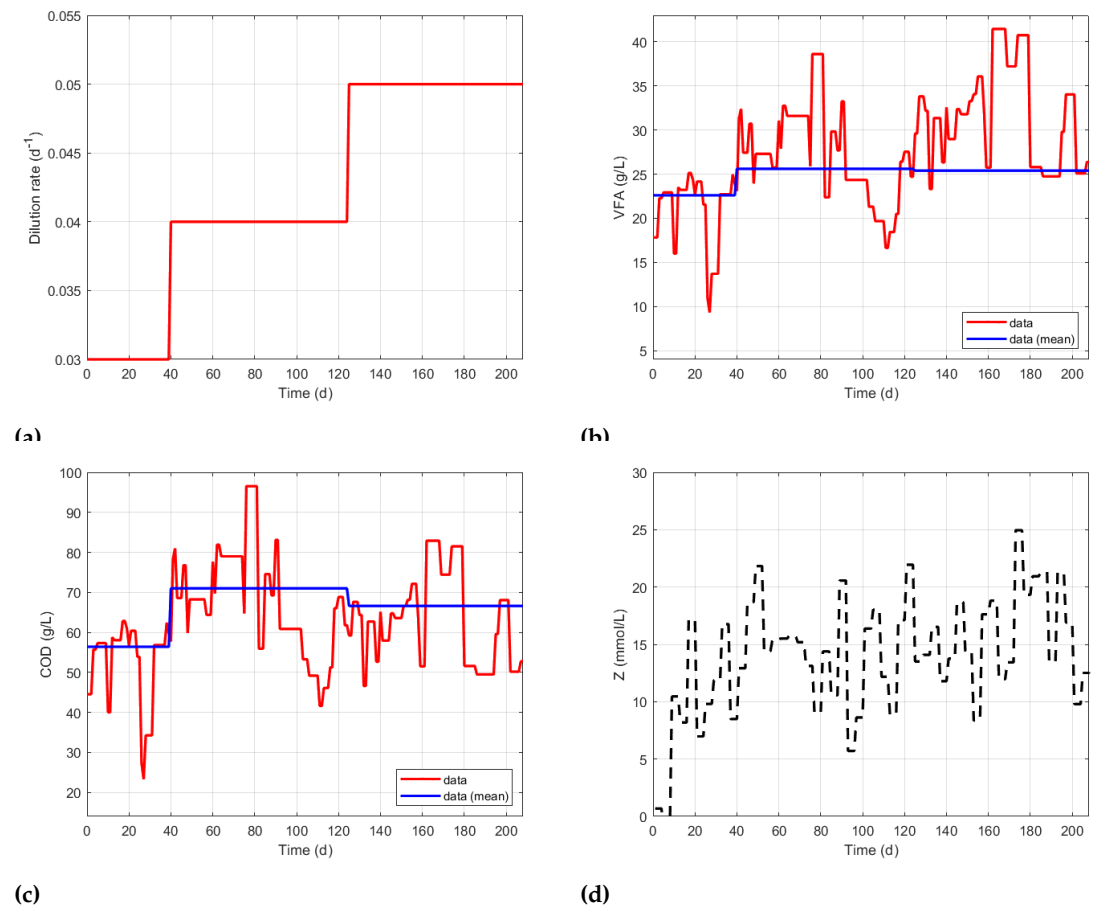 0.055
0.05
0.045
0.04
0.035
0.03
Dilution rate (d⁻¹)
0 20 40 60 80 100 120 140 160 180 200
Time (d)
(a)
40
35
30
25
20
15
10
5
VFA (g/L)
data
data (mean)
0 20 40 60 80 100 120 140 160 180 200
Time (d)
(b)
100
90
80
70
60
50
40
30
20
COD (g/L)
data
data (mean)
0 20 40 60 80 100 120 140 160 180 200
Time (d)
(c)
30
25
20
15
10
5
0
Z (mmol/L)
0 20 40 60 80 100 120 140 160 180 200
Time (d)
(d)